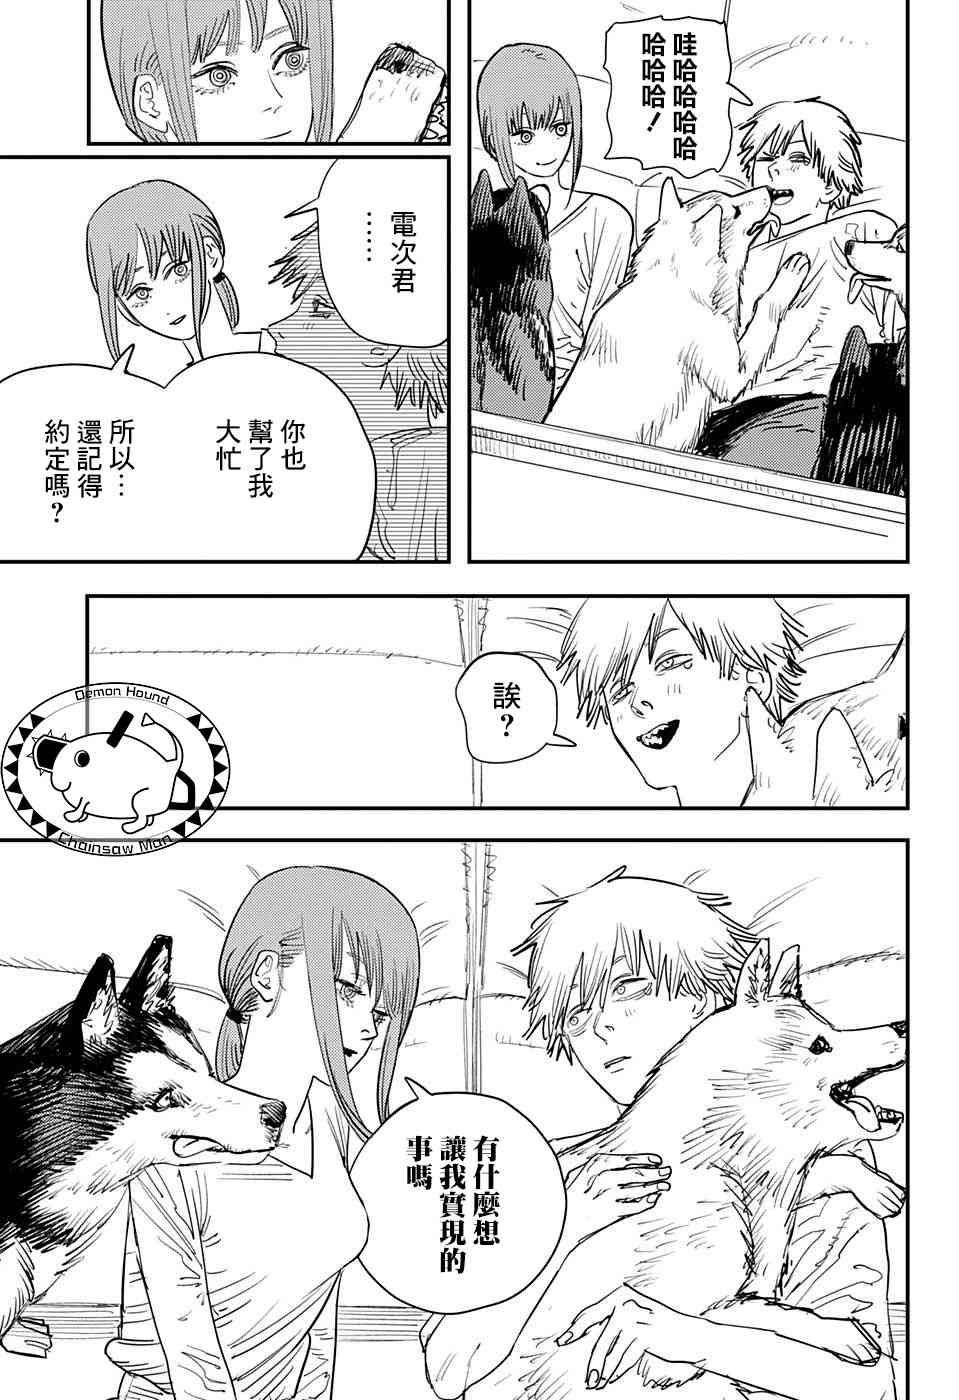 哇哈哈哈哈
哈哈哈哈！
電次君
……
你也
幫了我
大忙
所以…
還記得
約定嗎？
誒？
Demon Hound
Chainsaw Man
有什麼想
讓我實現的
事嗎